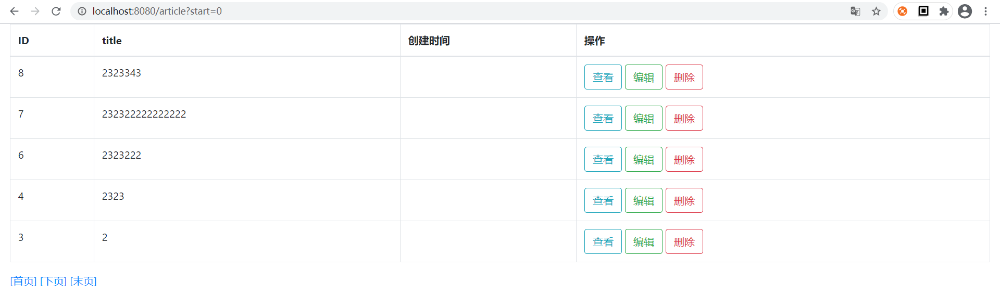 localhost:8080/article?start=0
ID title 创建时间 操作
8 2323343 查看 编辑 删除
7 232322222222222 查看 编辑 删除
6 2323222 查看 编辑 删除
4 2323 查看 编辑 删除
3 2 查看 编辑 删除
[首页] [下页] [末页]